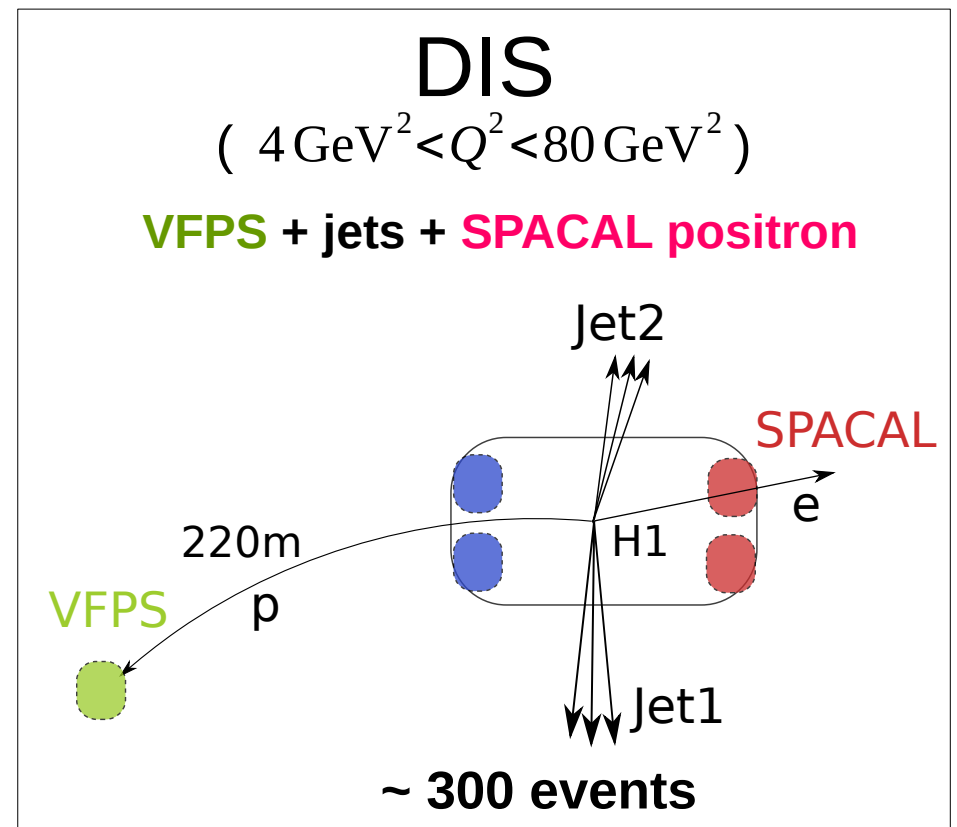 DIS
( 4 GeV²<Q²<80 GeV² )
VFPS + jets + SPACAL positron
Jet2
SPACAL
e
H1
220m
p
VFPS
Jet1
~ 300 events